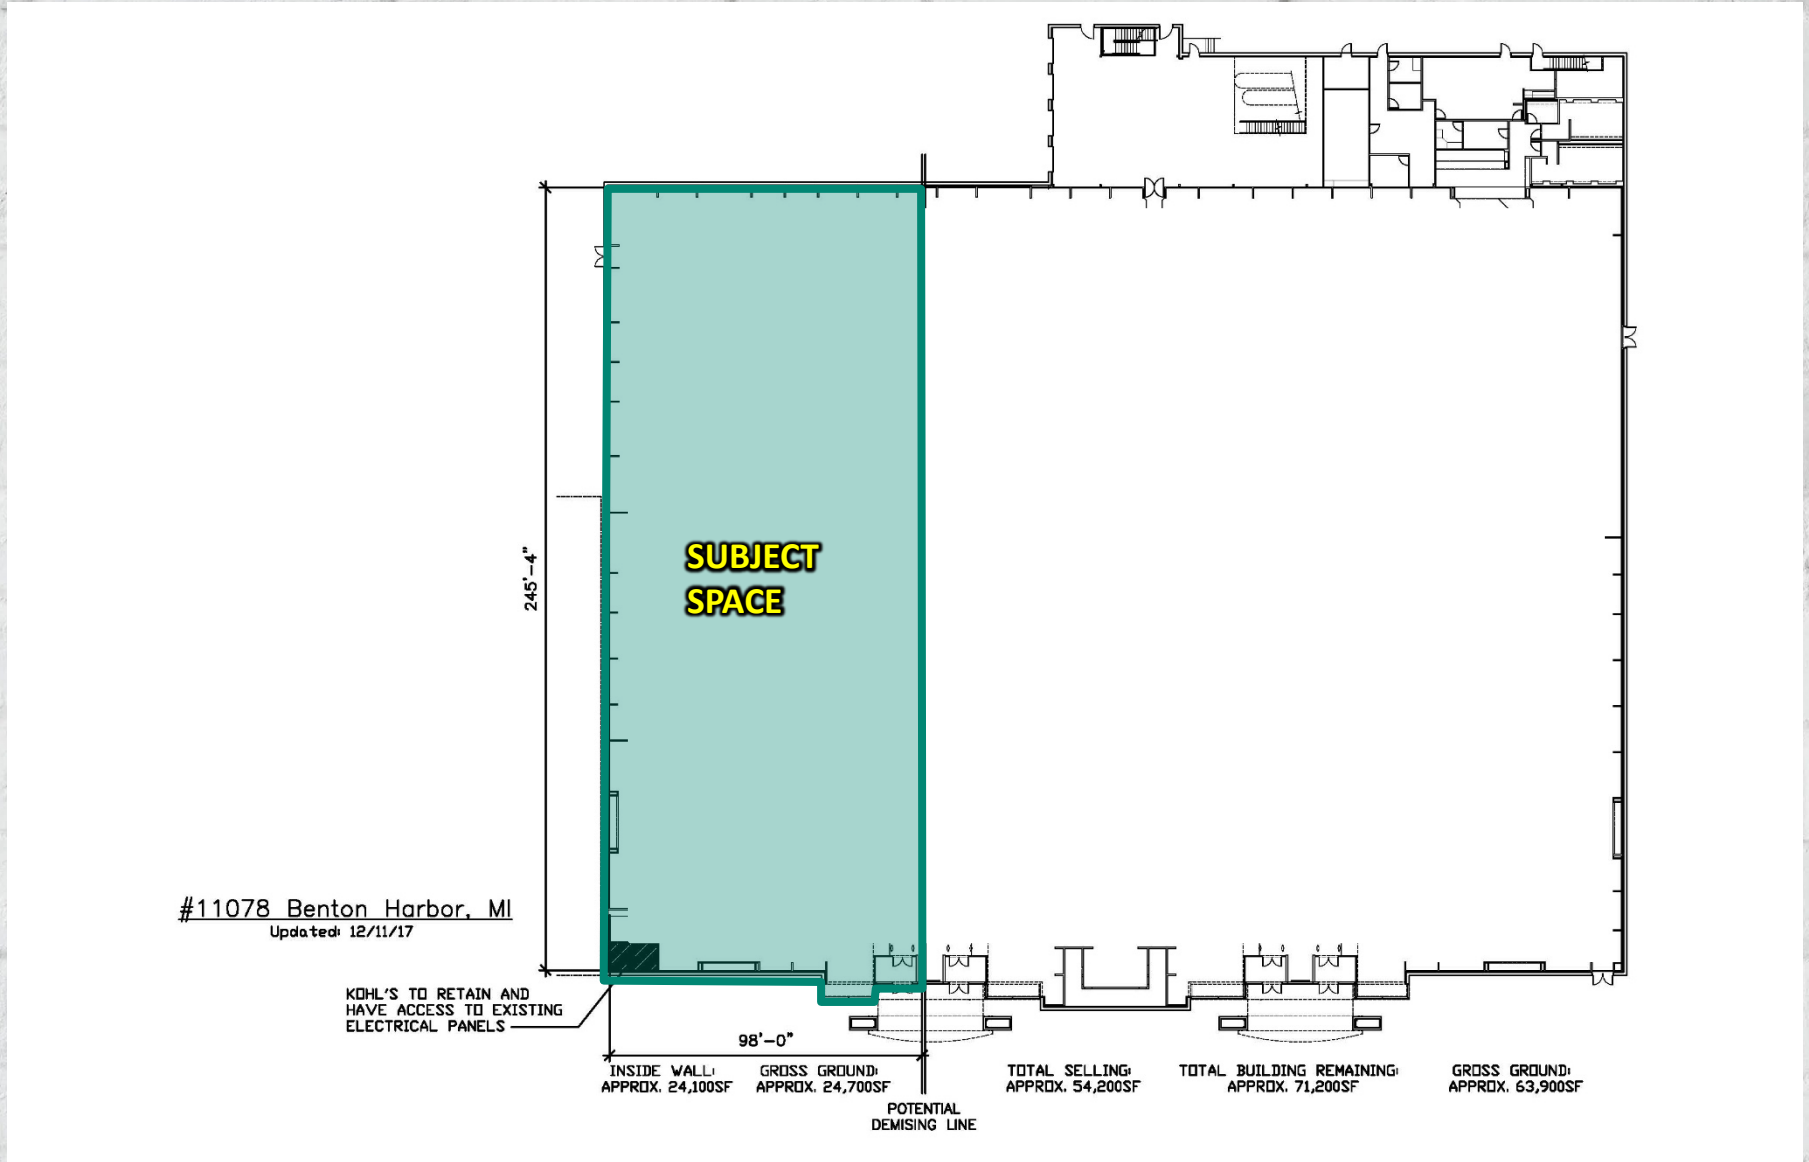 SUBJECT
SPACE
245'-4"
#11078 Benton Harbor, MI
Updated: 12/11/17
KOHL'S TO RETAIN AND
HAVE ACCESS TO EXISTING
ELECTRICAL PANELS
98'-0"
INSIDE WALL:
APPROX. 24,100SF
GROSS GROUND:
APPROX. 24,700SF
TOTAL SELLING:
APPROX. 54,200SF
TOTAL BUILDING REMAINING:
APPROX. 71,200SF
GROSS GROUND:
APPROX. 63,900SF
POTENTIAL
DEMISING LINE